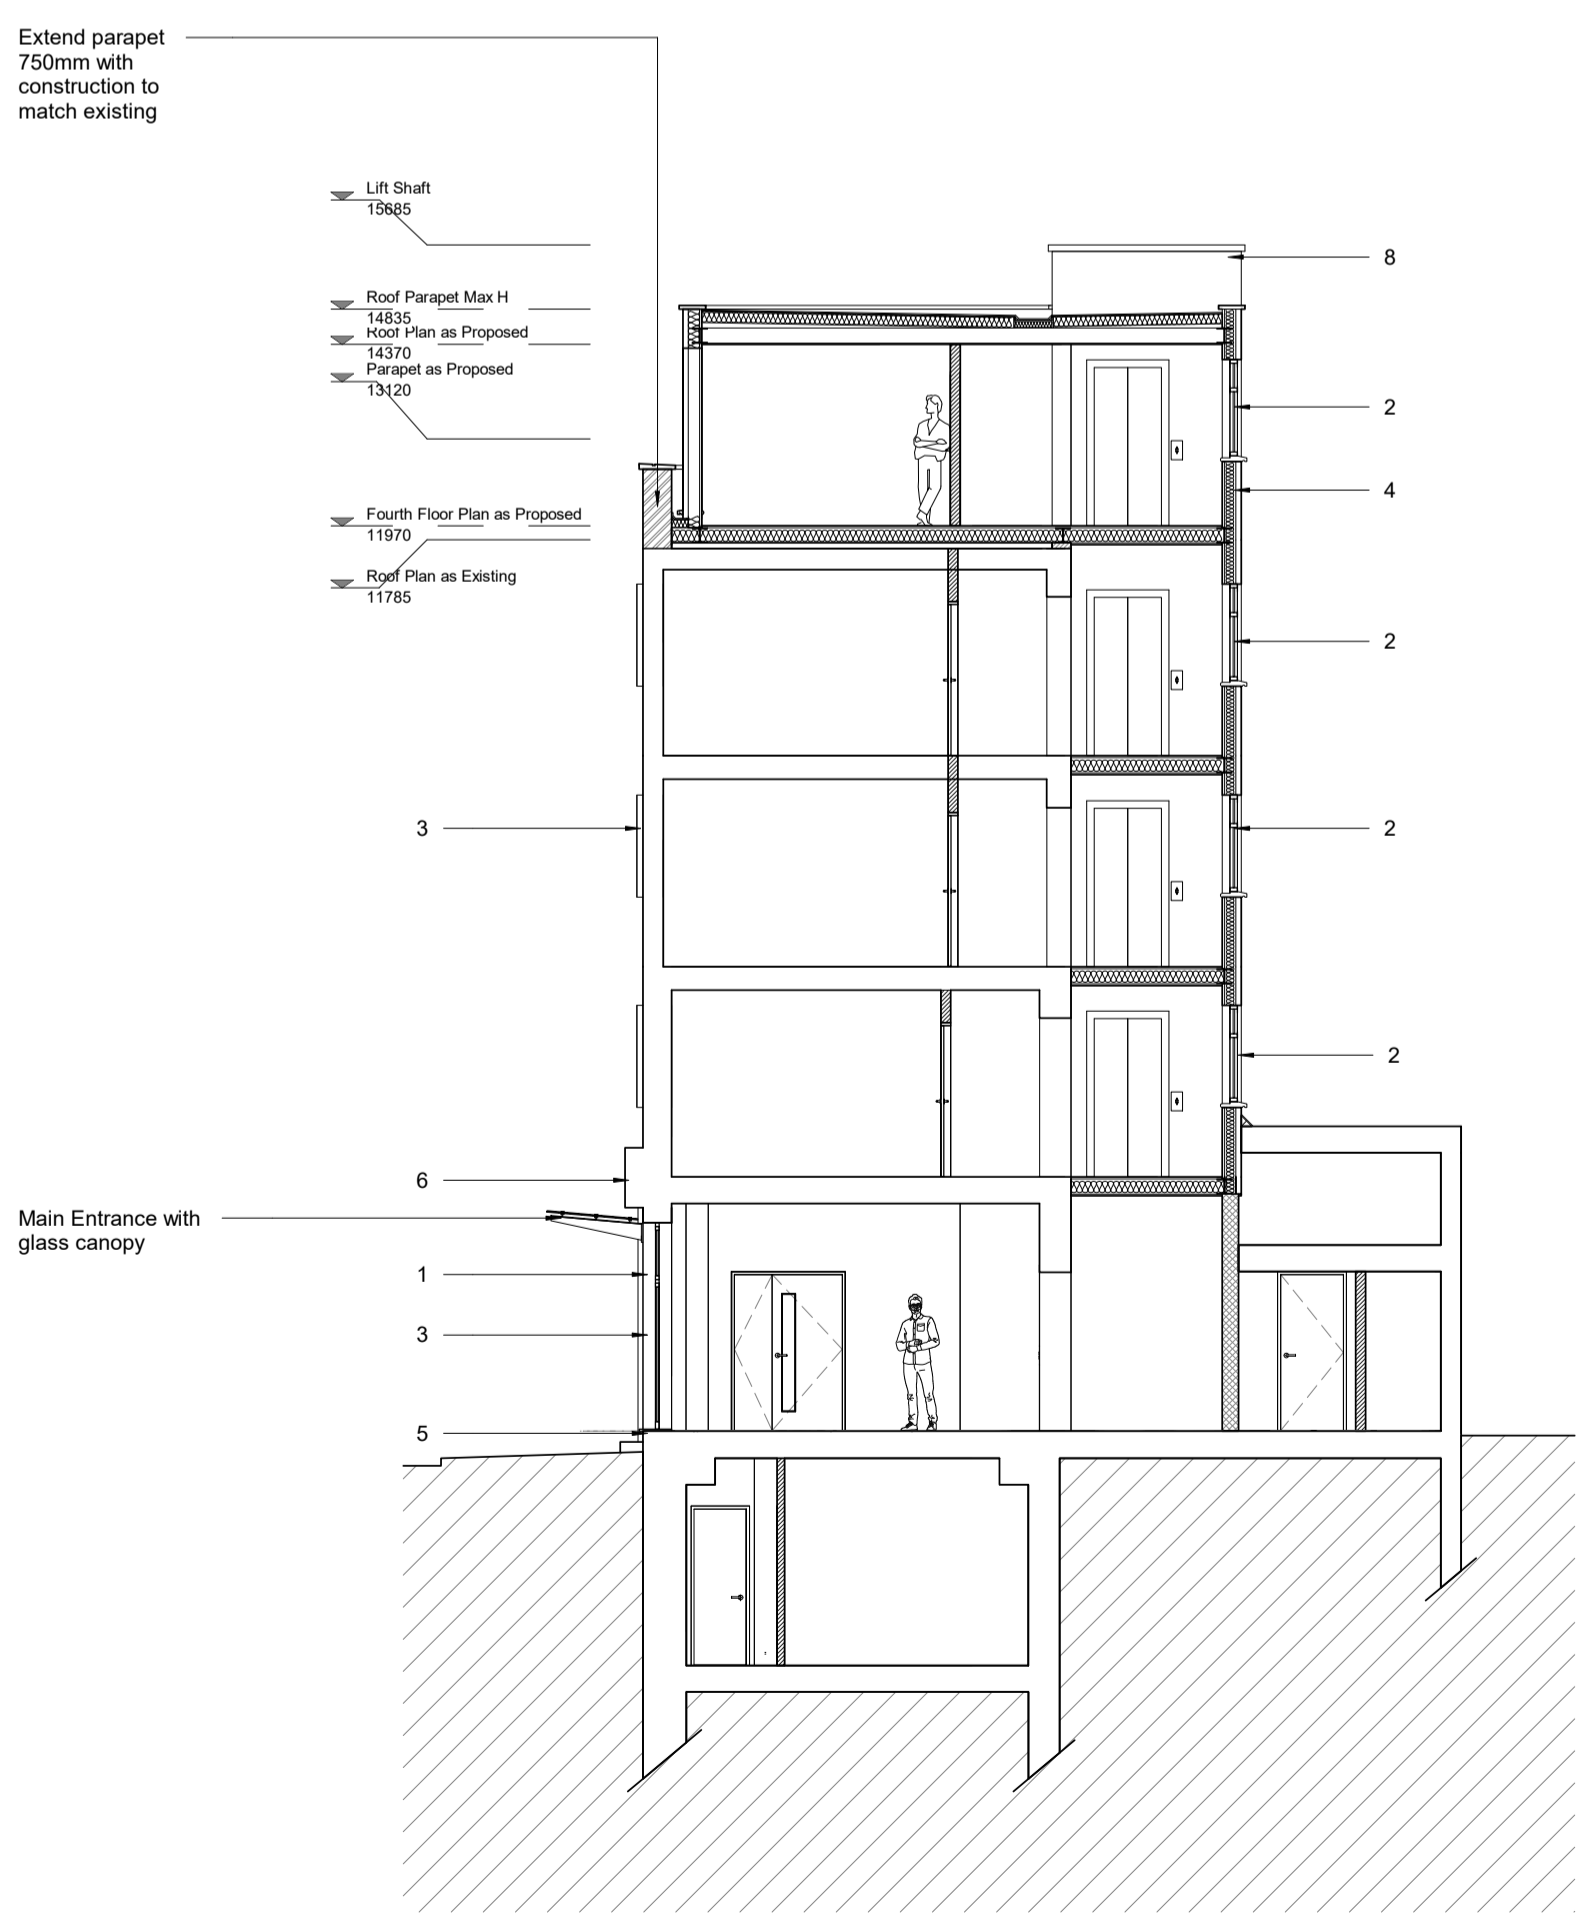 Extend parapet
750mm with
construction to
match existing
Lift Shaft
15685
8
Roof Parapet Max H
14835
Roof Plan as Proposed
14370
Parapet as Proposed
13120
2
4
Fourth Floor Plan as Proposed
11970
Roof Plan as Existing
11785
2
3
2
2
6
Main Entrance with
glass canopy
1
3
5